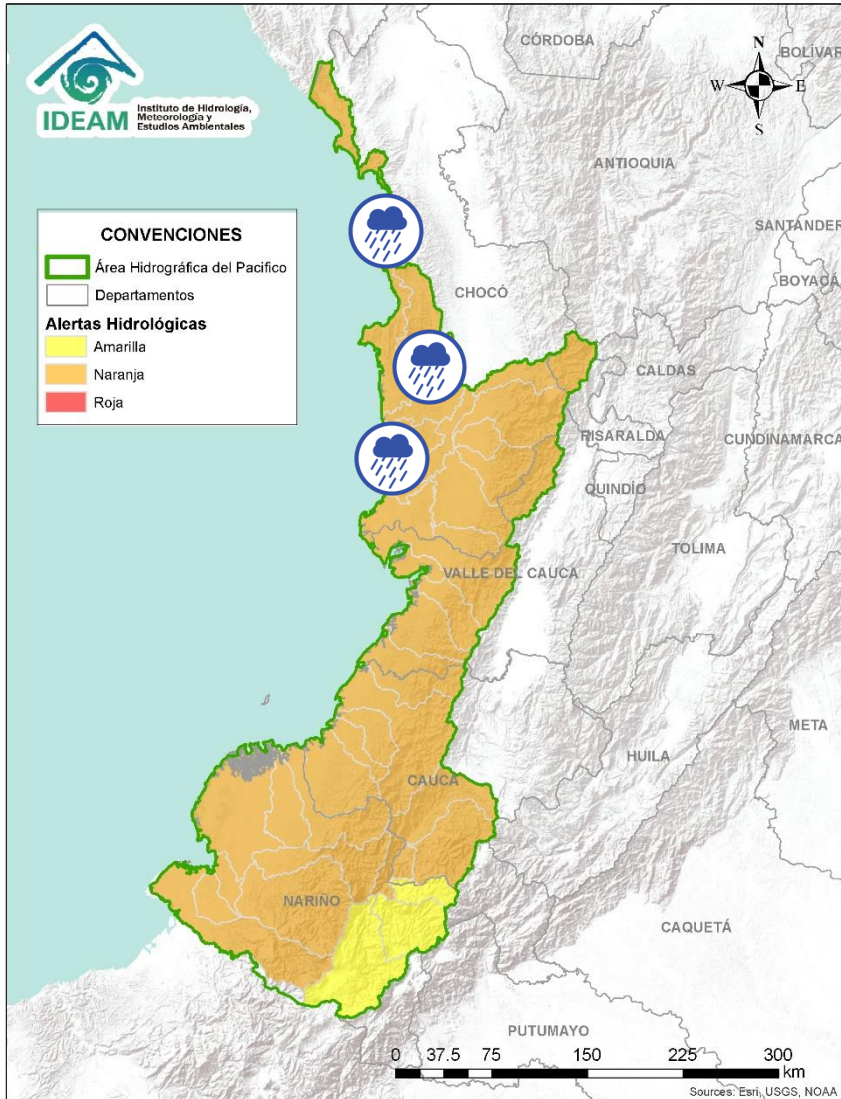 IDEAM
Instituto de Hidrología,
Meteorología y
Estudios Ambientales
CÓRDOBA
BOLÍVAR
N
W
E
S
ANTIOQUIA
CONVENCIONES
Área Hidrográfica del Pacifico
Departamentos
Alertas Hidrológicas
Amarilla
Naranja
Roja
SANTANDER
BOYACÁ
CHOCÓ
CALDAS
RISARALDA
CUNDINAMARCA
QUINDÍO
TOLIMA
VALLE DEL CAUCA
META
HUILA
CAUCA
NARIÑO
CAQUETÁ
PUTUMAYO
0 37.5 75 150 225 300
km
Sources: Esri, USGS, NOAA